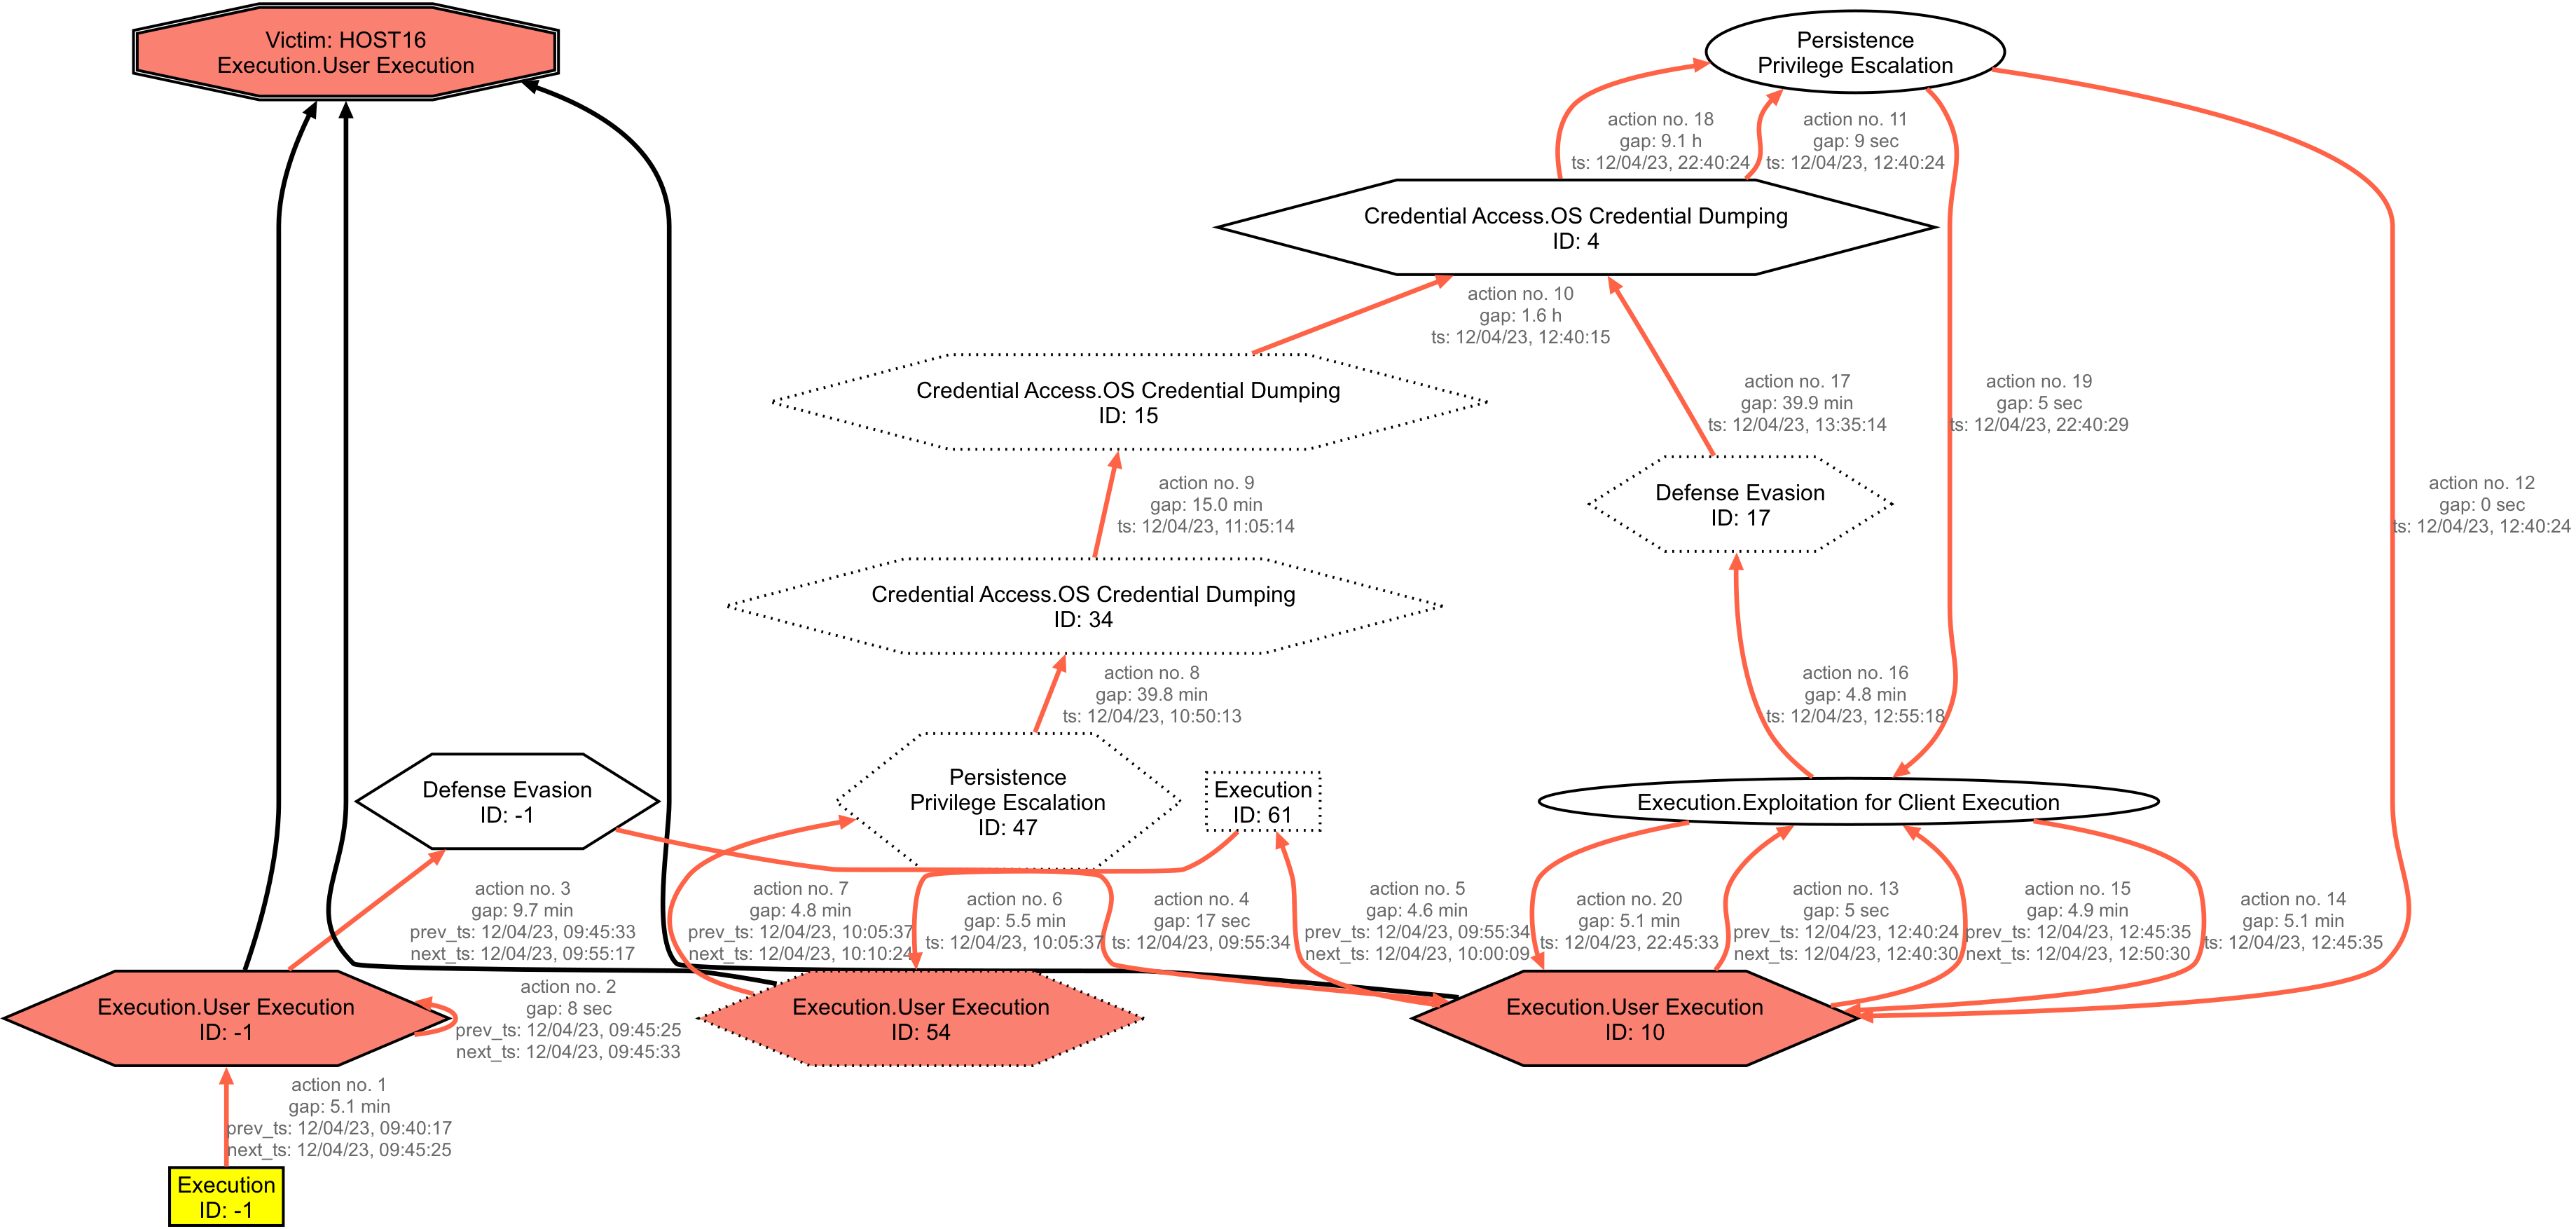 Victim: HOST16
Execution.User Execution
Persistence
Privilege Escalation
action no. 18
gap: 9.1 h
ts: 12/04/23, 22:40:24
action no. 11
gap: 9 sec
ts: 12/04/23, 12:40:24
Credential Access.OS Credential Dumping
ID: 4
action no. 10
gap: 1.6 h
ts: 12/04/23, 12:40:15
Credential Access.OS Credential Dumping
ID: 15
action no. 17
gap: 39.9 min
ts: 12/04/23, 13:35:14
action no. 19
gap: 5 sec
ts: 12/04/23, 22:40:29
action no. 9
gap: 15.0 min
ts: 12/04/23, 11:05:14
Defense Evasion
ID: 17
action no. 12
gap: 0 sec
ts: 12/04/23, 12:40:24
Credential Access.OS Credential Dumping
ID: 34
action no. 8
gap: 39.8 min
ts: 12/04/23, 10:50:13
action no. 16
gap: 4.8 min
ts: 12/04/23, 12:55:18
Defense Evasion
ID: -1
Persistence
Privilege Escalation
ID: 47
Execution
ID: 61
Execution.Exploitation for Client Execution
action no. 3
gap: 9.7 min
prev_ts: 12/04/23, 09:45:33
next_ts: 12/04/23, 09:55:17
action no. 7
gap: 4.8 min
prev_ts: 12/04/23, 10:05:37
next_ts: 12/04/23, 10:10:24
action no. 6
gap: 5.5 min
ts: 12/04/23, 10:05:37
action no. 4
gap: 17 sec
ts: 12/04/23, 09:55:34
action no. 5
gap: 4.6 min
prev_ts: 12/04/23, 09:55:34
next_ts: 12/04/23, 10:00:09
action no. 20
gap: 5.1 min
ts: 12/04/23, 22:45:33
action no. 13
gap: 5 sec
prev_ts: 12/04/23, 12:40:24
next_ts: 12/04/23, 12:40:30
action no. 15
gap: 4.9 min
prev_ts: 12/04/23, 12:45:35
next_ts: 12/04/23, 12:50:30
action no. 14
gap: 5.1 min
ts: 12/04/23, 12:45:35
Execution.User Execution
ID: -1
action no. 2
gap: 8 sec
prev_ts: 12/04/23, 09:45:25
next_ts: 12/04/23, 09:45:33
Execution.User Execution
ID: 54
Execution.User Execution
ID: 10
action no. 1
gap: 5.1 min
prev_ts: 12/04/23, 09:40:17
next_ts: 12/04/23, 09:45:25
Execution
ID: -1